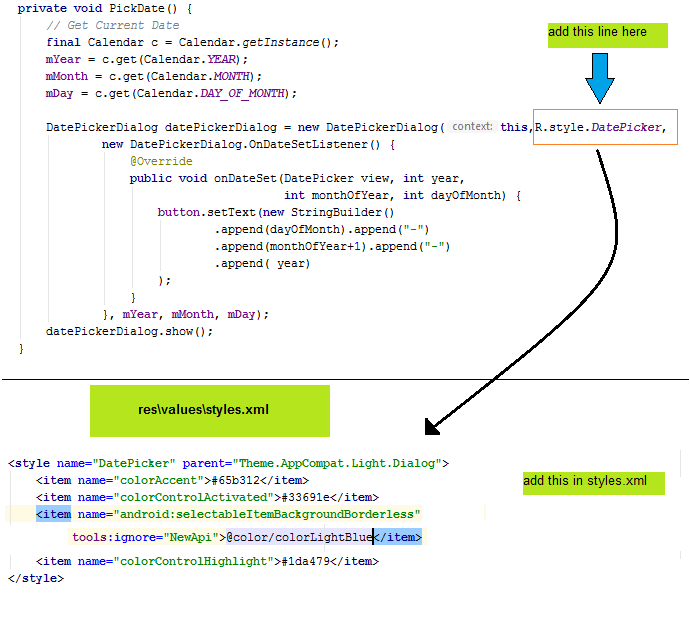 private void PickDate() {
// Get Current Date
add this line here
final Calendar c = Calendar.getInstance();
mYear = c.get(Calendar.YEAR);
mMonth = c.get(Calendar.MONTH);
mDay = c.get(Calendar.DAY_OF_MONTH);
DatePickerDialog datePickerDialog = new DatePickerDialog( context: this,R.style.DatePicker,
new DatePickerDialog.OnDateSetListener() {
@Override
public void onDateSet(DatePicker view, int year,
int monthOfYear, int dayOfMonth) {
button.setText(new StringBuilder()
.append(dayOfMonth).append("-")
.append(monthOfYear+1).append("-")
.append( year)
);
}
}, mYear, mMonth, mDay);
datePickerDialog.show();
}
res\values\styles.xml
<style name="DatePicker" parent="Theme.AppCompat.Light.Dialog">
<item name="colorAccent">#65b312</item>
add this in styles.xml
<item name="colorControlActivated">#33691e</item>
<item name="android:selectableItemBackgroundBorderless"
tools:ignore="NewApi">@color/colorLightBlue</item>
<item name="colorControlHighlight">#1da479</item>
</style>